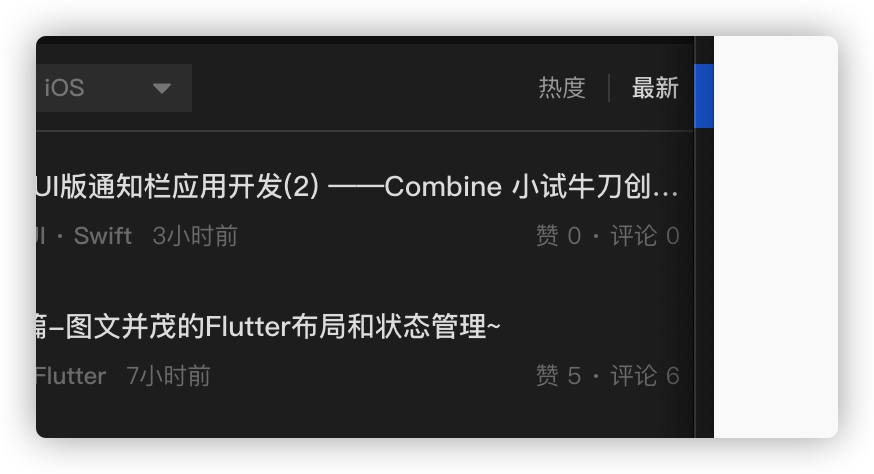 iOS
热度 | 最新
UI版通知栏应用开发(2) ——Combine 小试牛刀创...
· Swift 3小时前 赞 0 · 评论 0
篇-图文并茂的Flutter布局和状态管理~
Flutter 7小时前 赞 5 · 评论 6